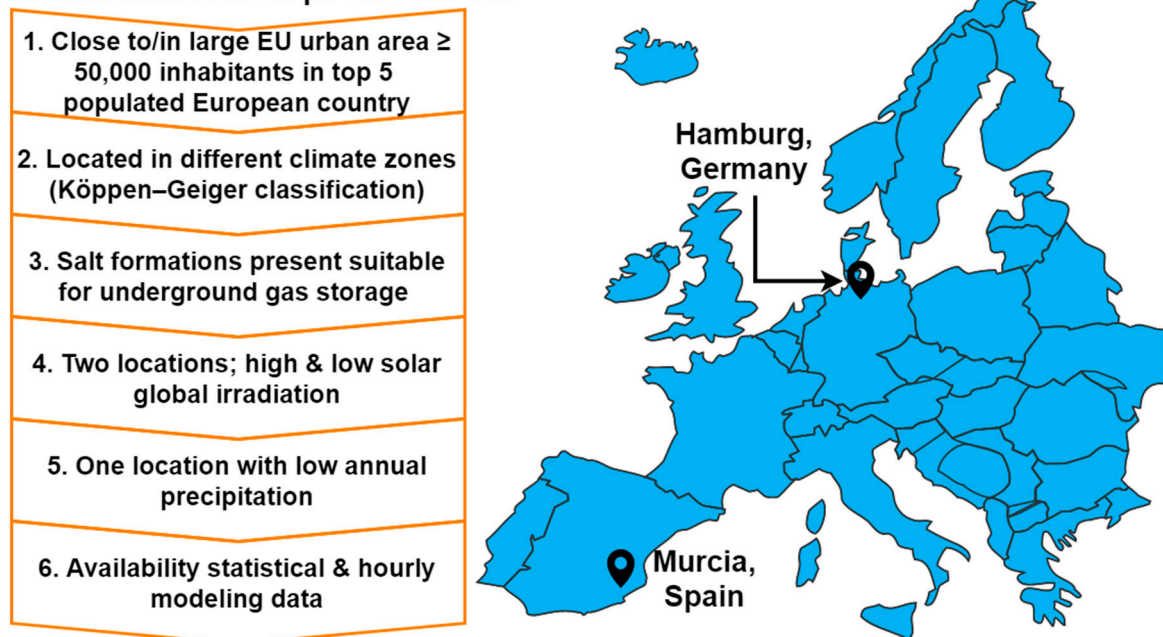 1. Close to/in large EU urban area ≥
50,000 inhabitants in top 5
populated European country
2. Located in different climate zones
(Köppen–Geiger classification)
3. Salt formations present suitable
for underground gas storage
4. Two locations; high & low solar
global irradiation
5. One location with low annual
precipitation
6. Availability statistical & hourly
modeling data
Hamburg,
Germany
Murcia,
Spain